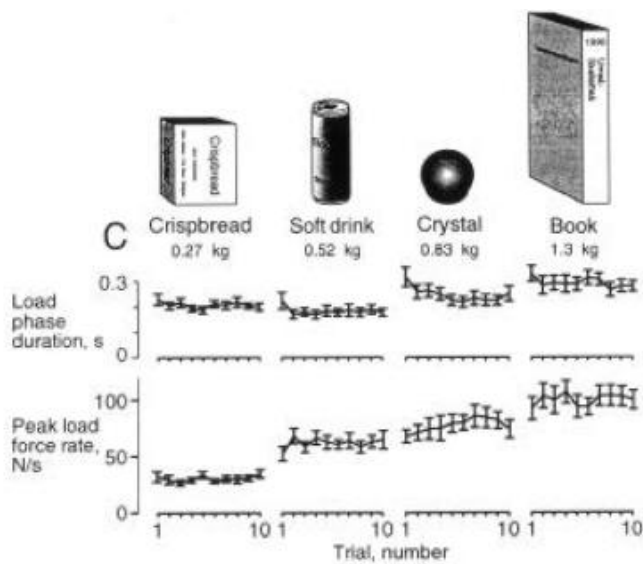 1999
Crispbread
Crispbread Soft drink Crystal Book
C
0.27 kg 0.52 kg 0.83 kg 1.3 kg
0.3
Load
phase
duration, s
0
100
Peak load
force rate,
N/s
50
0
1 10 1 10 1 10 1 10
Trial, number